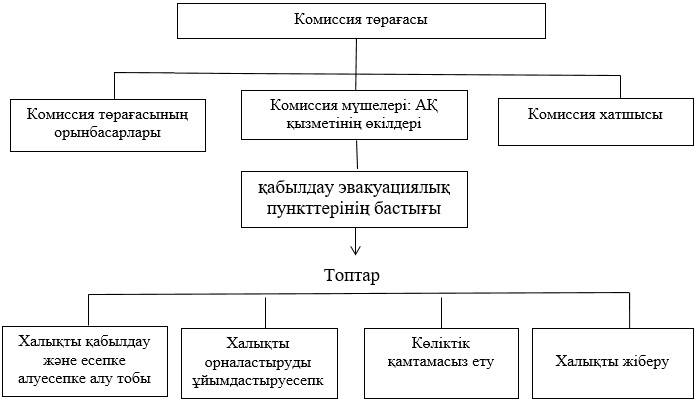 Комиссия төрағасы
Комиссия төрағасының
орынбасарлары
Комиссия мүшелері: АҚ
қызметінің өкілдері
Комиссия хатшысы
қабылдау эвакуациялық
пункттерінің бастығы
Топтар
Халықты қабылдау
және есепке
алуесепке алу тобы
Халықты
орналастыруды
ұйымдастыруесепк
Көліктік
қамтамасыз ету
Халықты жіберу